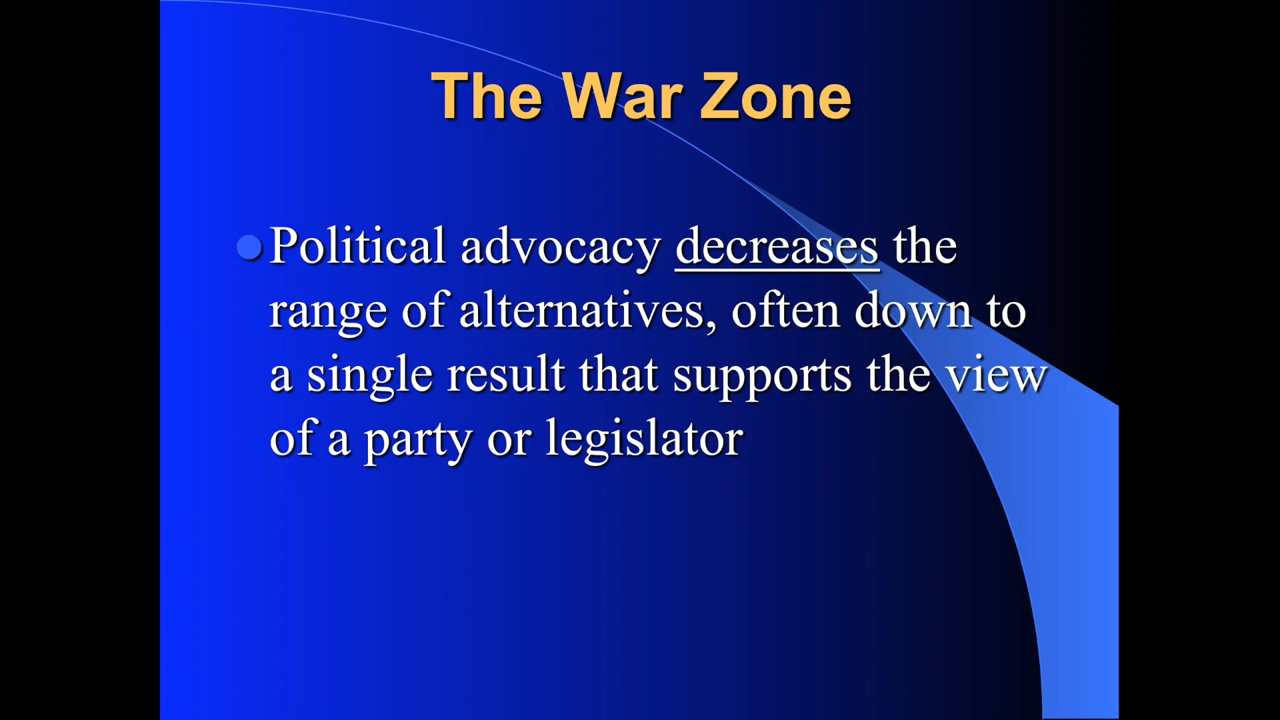 The War Zone
Political advocacy decreases the
range of alternatives, often down to
a single result that supports the view
of a party or legislator